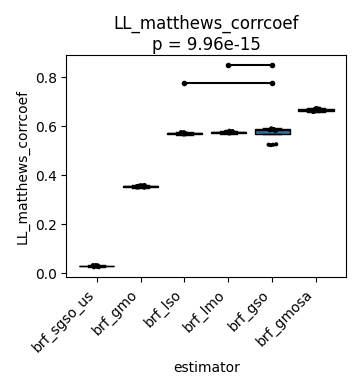 LL_matthews_corrcoef
p = 9.96e-15
LL_matthews_corrcoef
0.8
0.6
0.4
0.2
0.0
brf_sgso_us
brf_gmo
brf_lso
brf_lmo
brf_gso
brf_gmosa
estimator